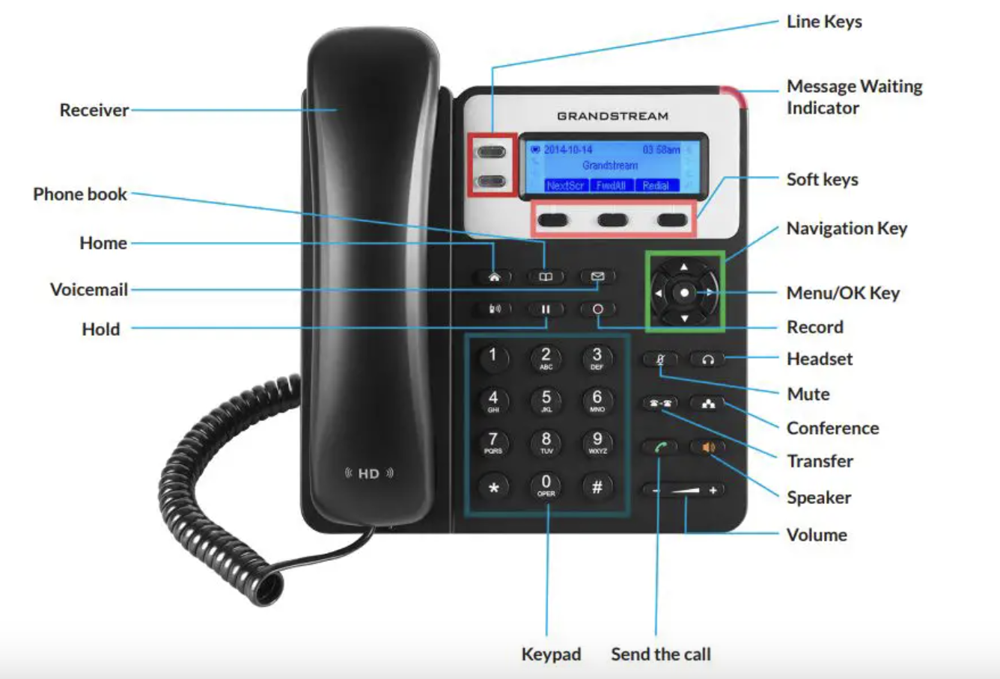 Line Keys
Message Waiting
Indicator
Receiver
GRANDSTREAM
2014-10-14 03:58am
Grandstream
NextScr FwdAll Redial
Soft keys
Phone book
Navigation Key
Home
Voicemail
Menu/OK Key
Hold
Record
1 2 ABC 3 DEF
Headset
Mute
4 GHI 5 JKL 6 MNO
Conference
7 PQRS 8 TUV 9 WXYZ
Transfer
HD
* 0 OPER #
- +
Speaker
Volume
Keypad
Send the call